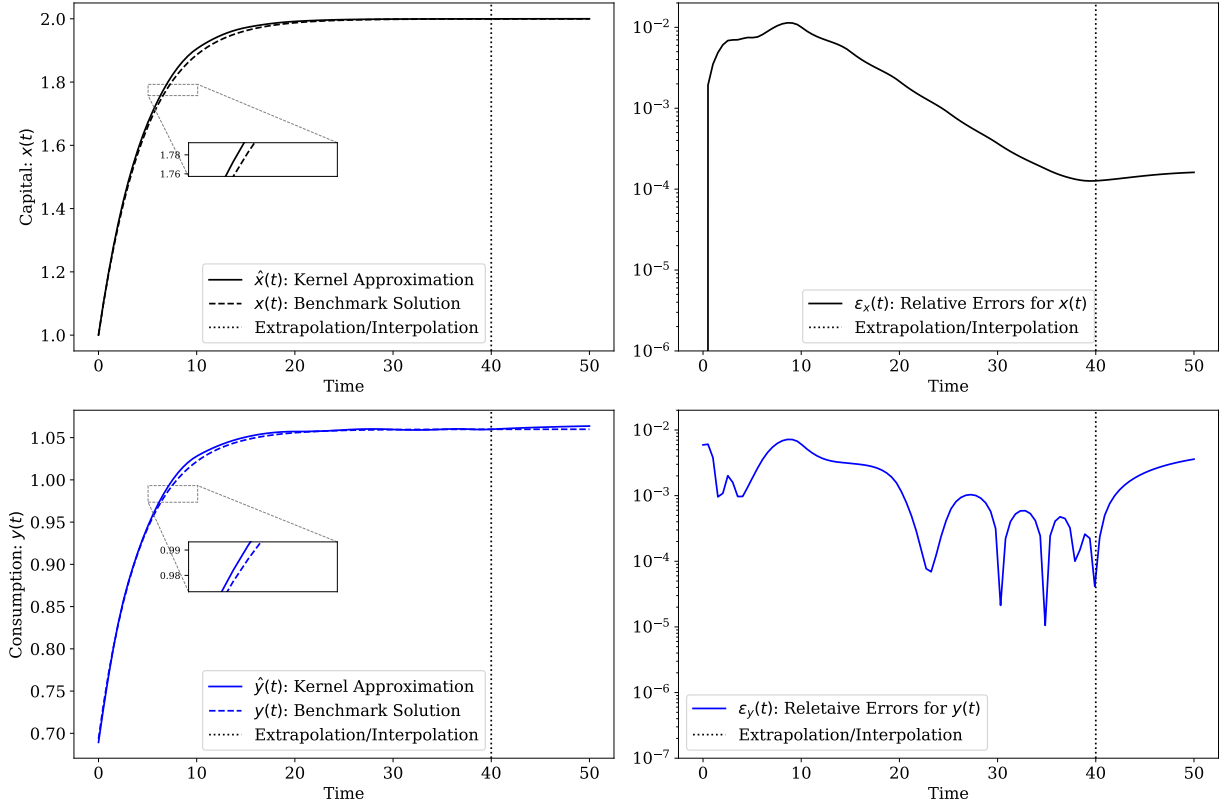 2.0
1.8
1.6
1.4
1.2
1.0
Capital: x(t)
1.78
1.76
x̂(t): Kernel Approximation
x(t): Benchmark Solution
Extrapolation/Interpolation
0 10 20 30 40 50
Time
10⁻²
10⁻³
10⁻⁴
10⁻⁵
10⁻⁶
εₓ(t): Relative Errors for x(t)
Extrapolation/Interpolation
0 10 20 30 40 50
Time
1.05
1.00
0.95
0.90
0.85
0.80
0.75
0.70
Consumption: y(t)
0.99
0.98
ŷ(t): Kernel Approximation
y(t): Benchmark Solution
Extrapolation/Interpolation
0 10 20 30 40 50
Time
10⁻²
10⁻³
10⁻⁴
10⁻⁵
10⁻⁶
10⁻⁷
ε_y(t): Reletaive Errors for y(t)
Extrapolation/Interpolation
0 10 20 30 40 50
Time